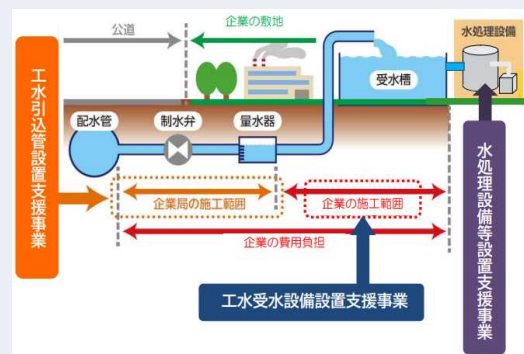 公道
企業の敷地
水処理設備
受水槽
配水管
制水弁
量水器
企業局の施工範囲
企業の施工範囲
企業の費用負担
工水引込管設置支援事業
工水受水設備設置支援事業
水処理設備等設置支援事業